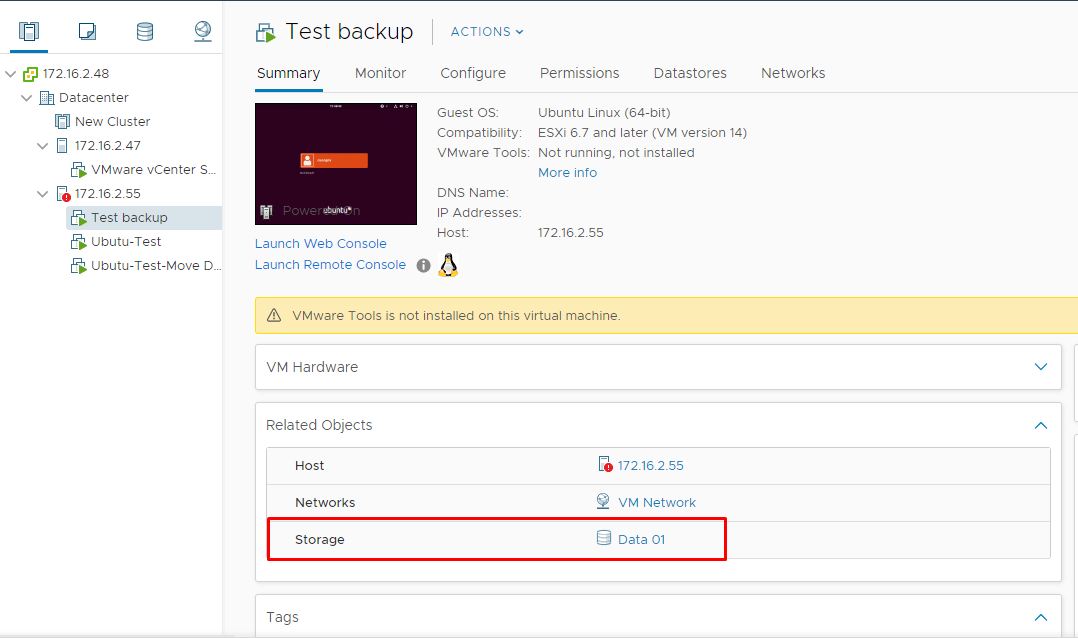 Test backup
ACTIONS
172.16.2.48
Datacenter
New Cluster
172.16.2.47
VMware vCenter S...
172.16.2.55
Test backup
Ubutu-Test
Ubutu-Test-Move D...
Summary
Monitor
Configure
Permissions
Datastores
Networks
ubuntu
Guest OS: Ubuntu Linux (64-bit)
Compatibility: ESXi 6.7 and later (VM version 14)
VMware Tools: Not running, not installed
More info
DNS Name:
IP Addresses:
Host: 172.16.2.55
Launch Web Console
Launch Remote Console
VMware Tools is not installed on this virtual machine.
VM Hardware
Related Objects
Host 172.16.2.55
Networks VM Network
Storage Data 01
Tags